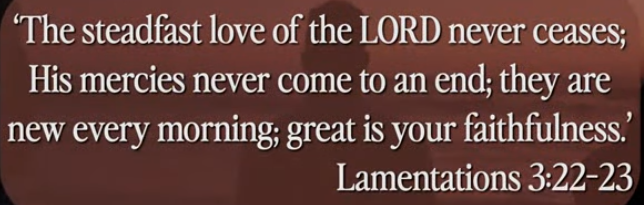 ‘The steadfast love of the LORD never ceases;
His mercies never come to an end; they are
new every morning; great is your faithfulness.’
Lamentations 3:22-23